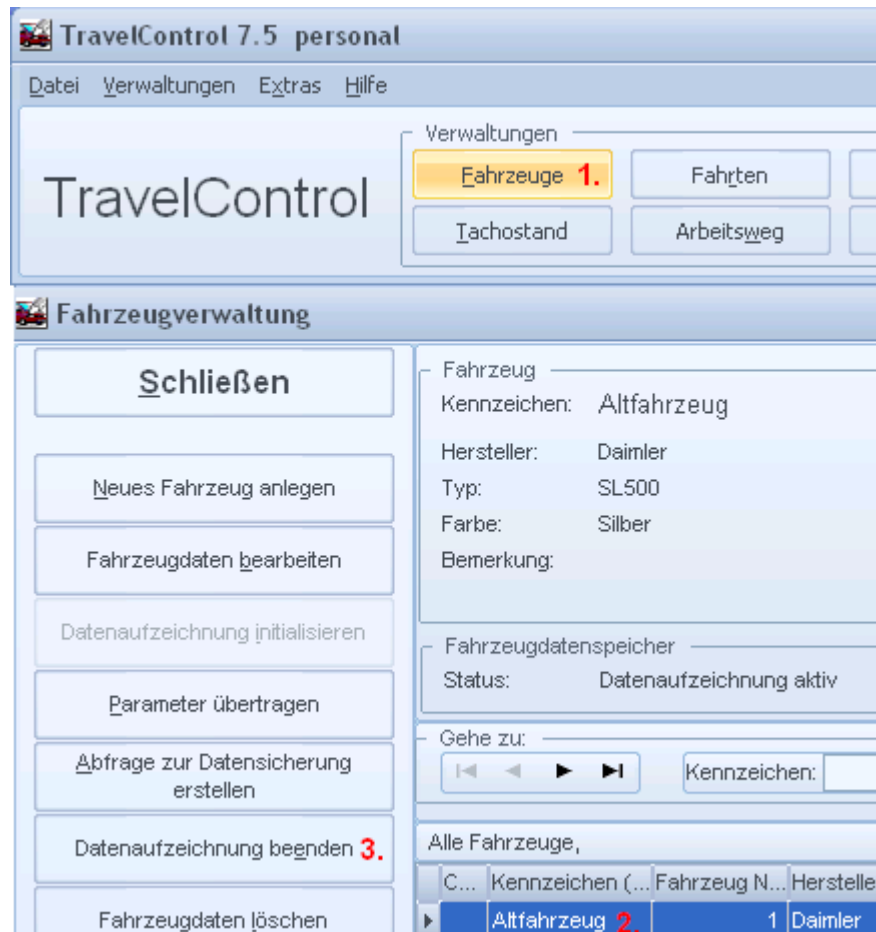 TravelControl 7.5 personal
Datei Verwaltungen Extras Hilfe
Verwaltungen
TravelControl
Fahrzeuge 1. Fahrten
Tachostand Arbeitsweg
Fahrzeugverwaltung
Schließen
Neues Fahrzeug anlegen
Fahrzeugdaten bearbeiten
Datenaufzeichnung initialisieren
Parameter übertragen
Abfrage zur Datensicherung
erstellen
Datenaufzeichnung beenden 3.
Fahrzeugdaten löschen
Fahrzeug
Kennzeichen: Altfahrzeug
Hersteller: Daimler
Typ: SL500
Farbe: Silber
Bemerkung:
Fahrzeugdatenspeicher
Status: Datenaufzeichnung aktiv
Gehe zu:
Kennzeichen:
Alle Fahrzeuge,
C... Kennzeichen (... Fahrzeug N... Herstelle
Altfahrzeug 2. 1 Daimler